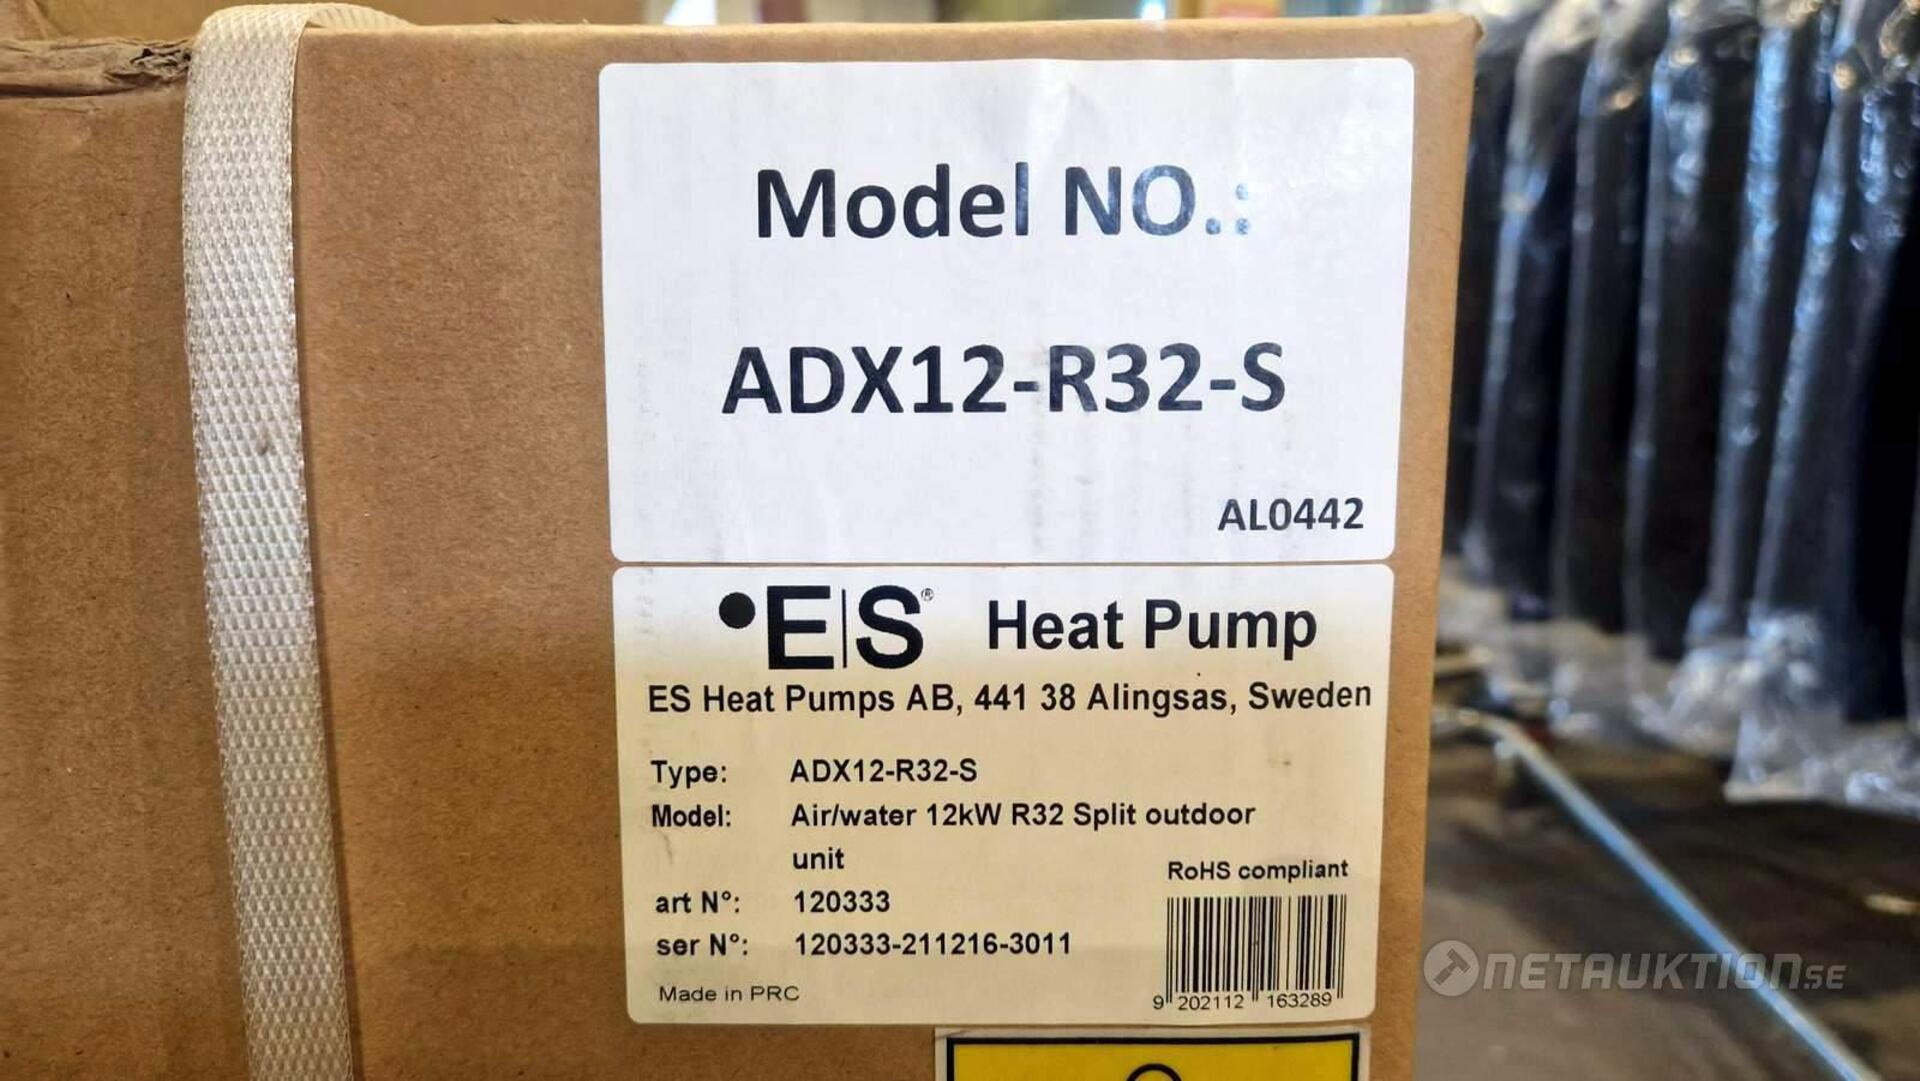 Model NO.:
ADX12-R32-S
AL0442
•E|S® Heat Pump
ES Heat Pumps AB, 441 38 Alingsas, Sweden
Type: ADX12-R32-S
Model: Air/water 12kW R32 Split outdoor
unit
RoHS compliant
art N°: 120333
ser N°: 120333-211216-3011
Made in PRC
9 202112 163289
NETAUKTION.SE